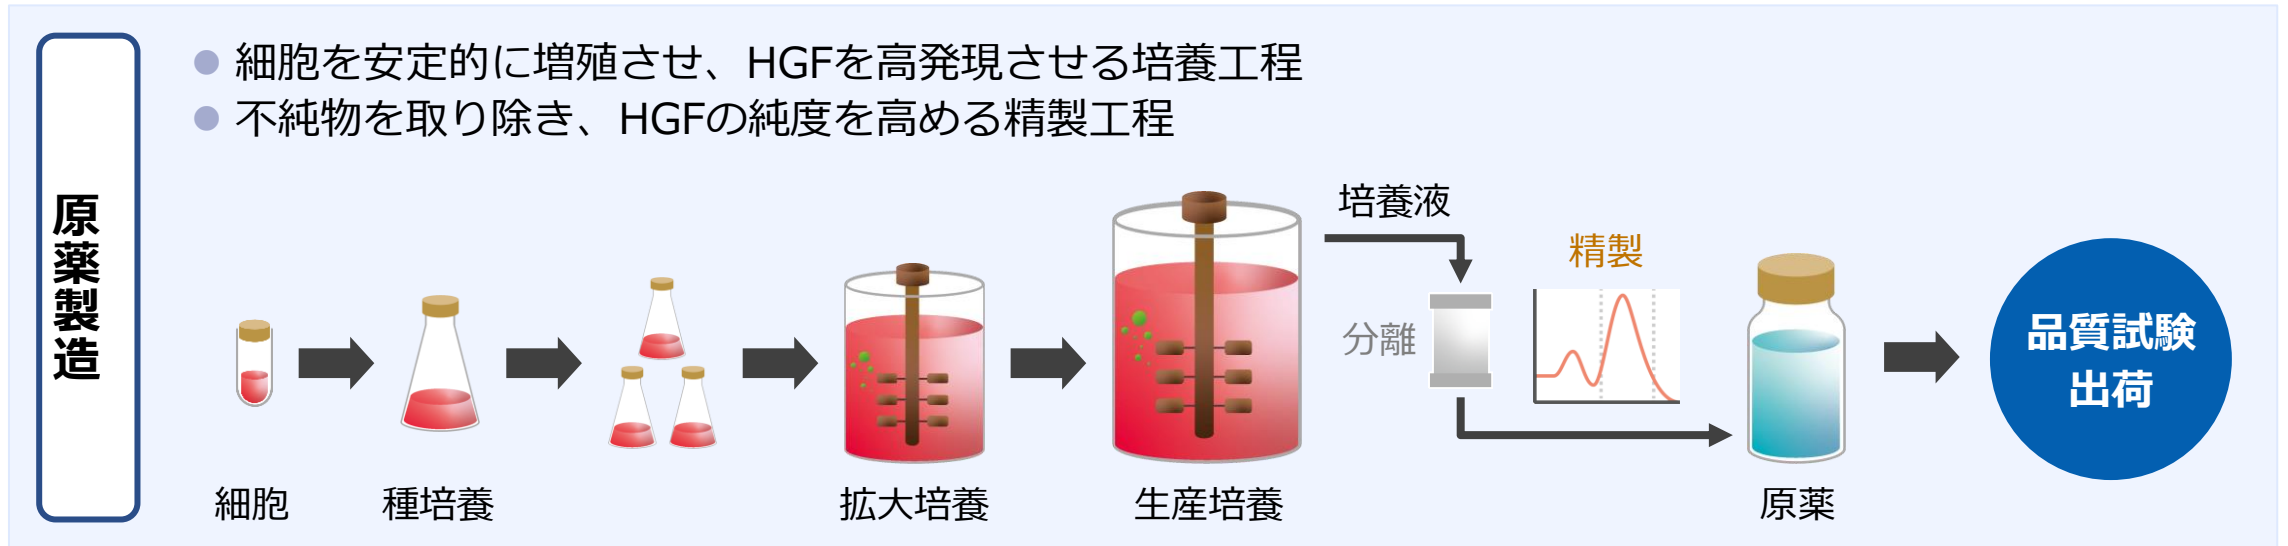 原薬製造
細胞を安定的に増殖させ、HGFを高発現させる培養工程
不純物を取り除き、HGFの純度を高める精製工程
細胞
種培養
拡大培養
生産培養
培養液
分離
精製
原薬
品質試験
出荷